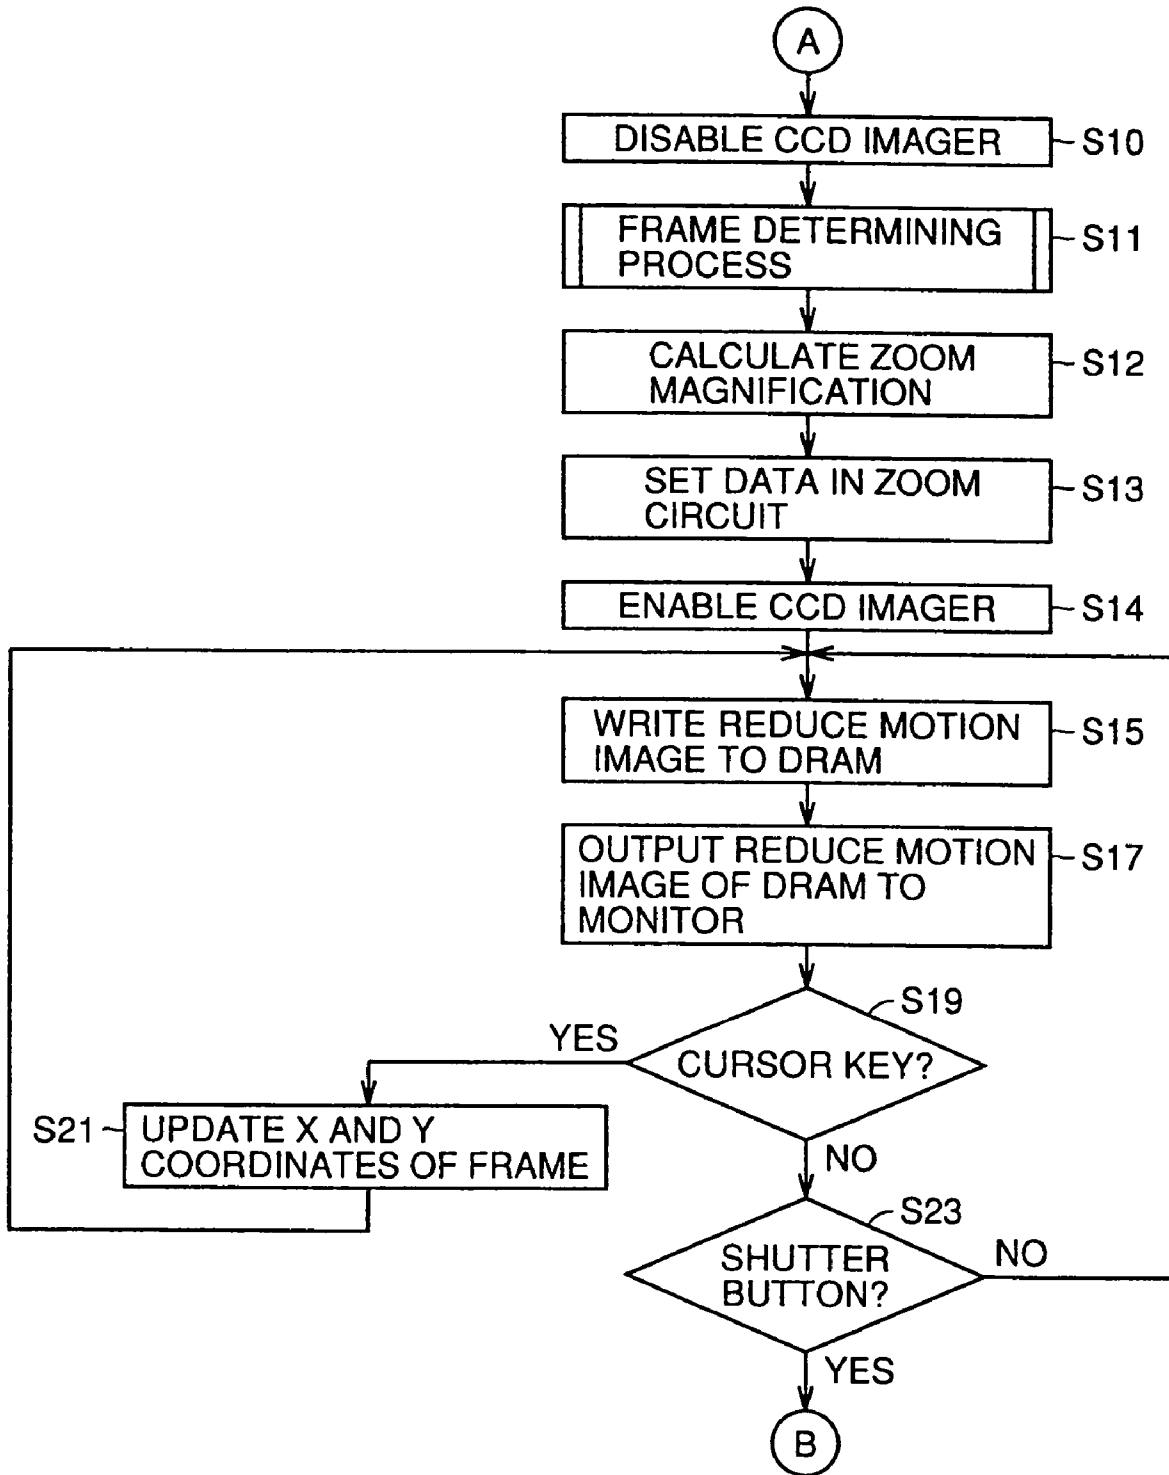 A
DISABLE CCD IMAGER
S10
FRAME DETERMINING
PROCESS
S11
CALCULATE ZOOM
MAGNIFICATION
S12
SET DATA IN ZOOM
CIRCUIT
S13
ENABLE CCD IMAGER
S14
WRITE REDUCE MOTION
IMAGE TO DRAM
S15
OUTPUT REDUCE MOTION
IMAGE OF DRAM TO
MONITOR
S17
S19
YES
CURSOR KEY?
S21
UPDATE X AND Y
COORDINATES OF FRAME
NO
S23
SHUTTER
BUTTON?
NO
YES
B